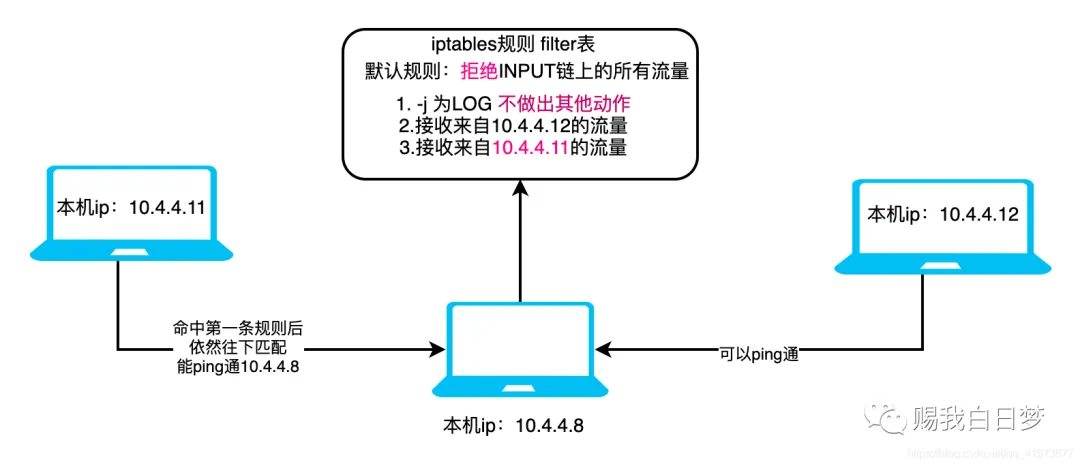 iptables规则 filter表
默认规则：拒绝INPUT链上的所有流量
1. -j 为LOG 不做出其他动作
2.接收来自10.4.4.12的流量
3.接收来自10.4.4.11的流量
本机ip：10.4.4.11
本机ip：10.4.4.12
命中第一条规则后
依然往下匹配
能ping通10.4.4.8
可以ping通
本机ip：10.4.4.8
赐我白日梦